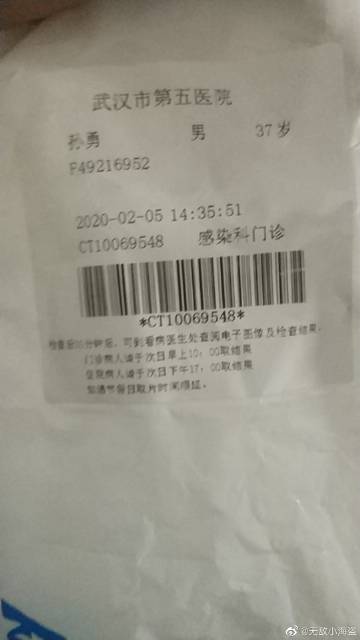 武汉市第五医院
孙勇 男 37岁
F49216952
2020-02-05 14:35:51
CT10069548 感染科门诊
*CT10069548*
检查后35分钟后，可到看病医生处查阅电子图像及检查结果，
门诊病人请于次日早上10：00取结果
住院病人请于次日下午17：00取结果
如遇节假日取片时间顺延。
@无敌小海盗